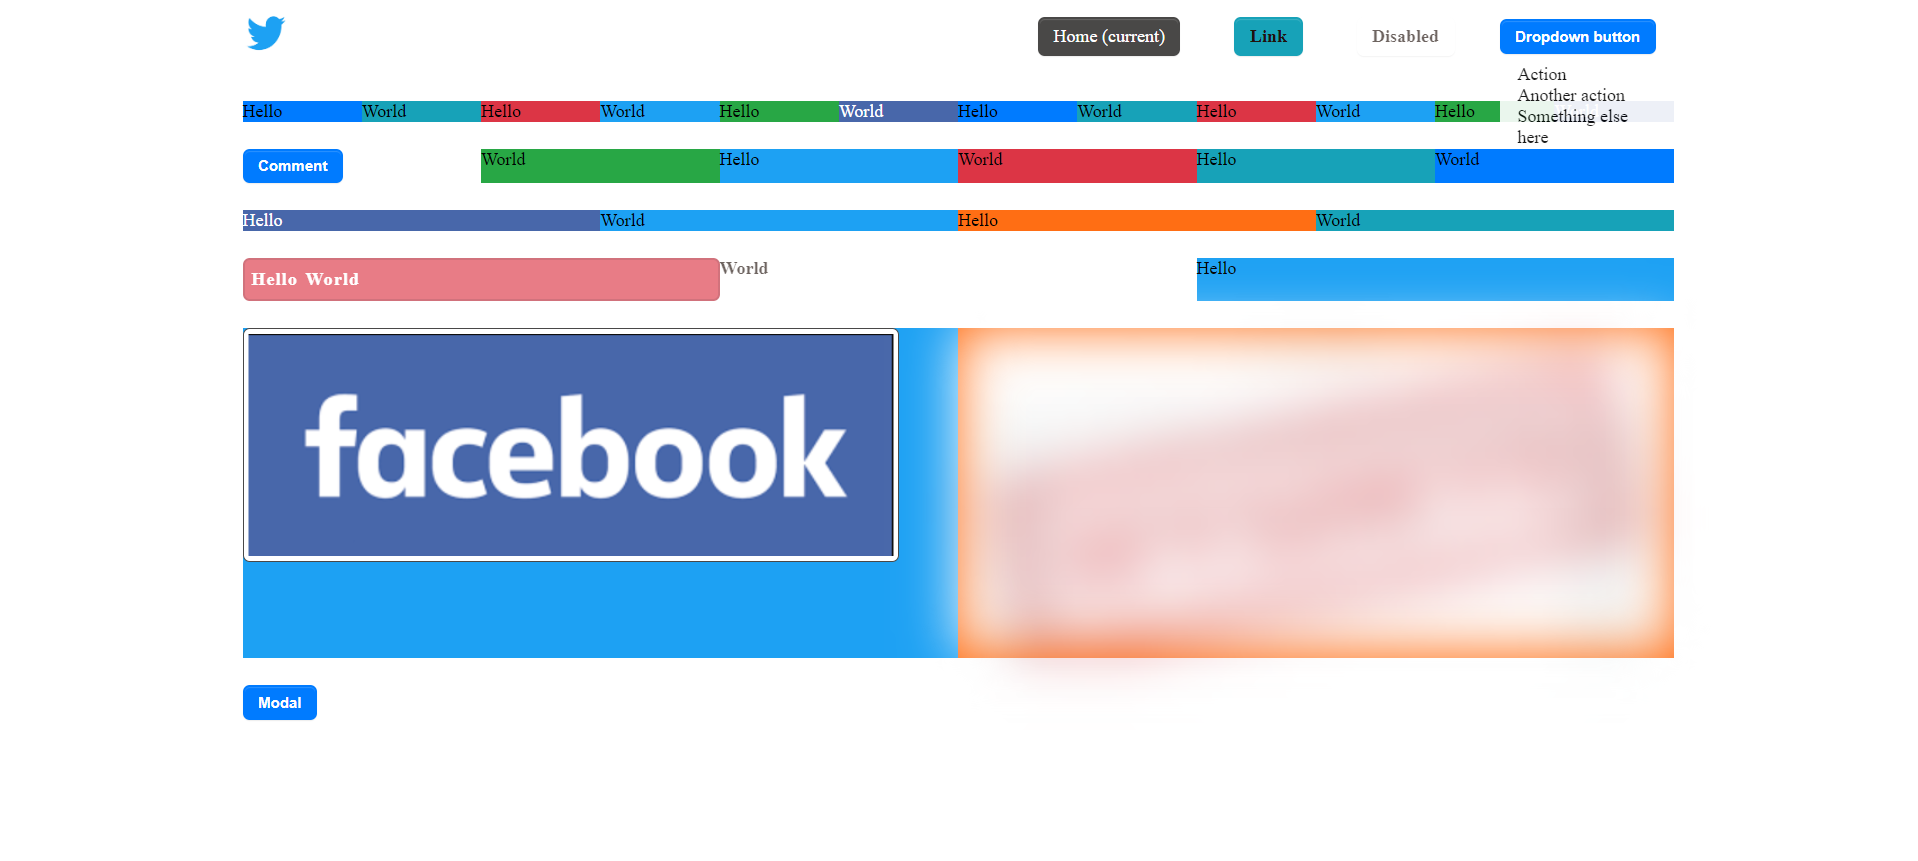 Home (current) Link Disabled Dropdown button
Action
Another action
Something else
here
Hello World Hello World Hello World Hello World Hello World Hello
Comment World Hello World Hello World
Hello World Hello World
Hello World World Hello
facebook
Modal